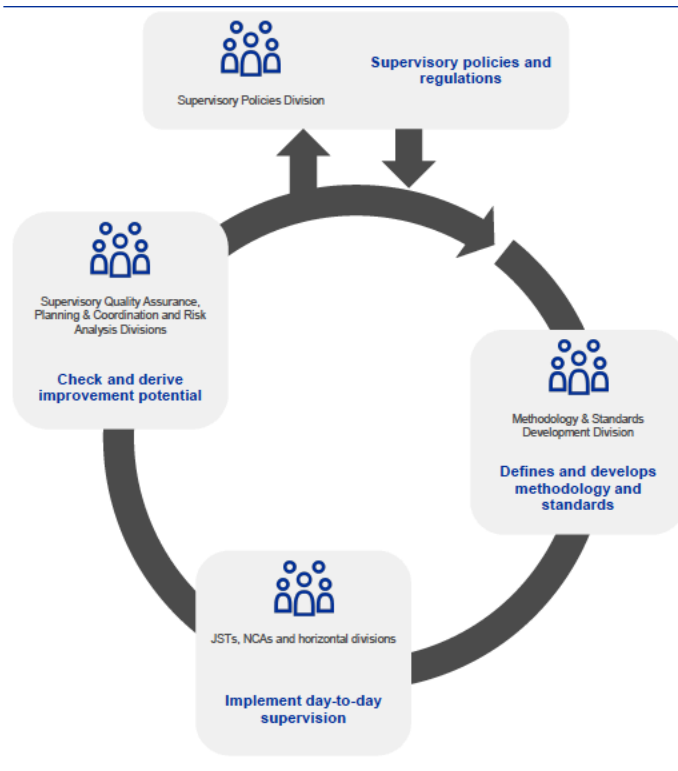 Supervisory Policies Division
Supervisory policies and
regulations
Supervisory Quality Assurance,
Planning & Coordination and Risk
Analysis Divisions
Check and derive
improvement potential
Methodology & Standards
Development Division
Defines and develops
methodology and
standards
JSTs, NCAs and horizontal divisions
Implement day-to-day
supervision